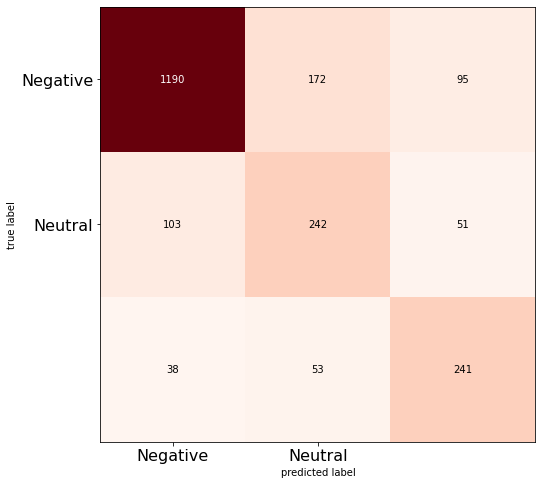 Negative 1190 172 95
true label
Neutral 103 242 51
38 53 241
Negative Neutral
predicted label